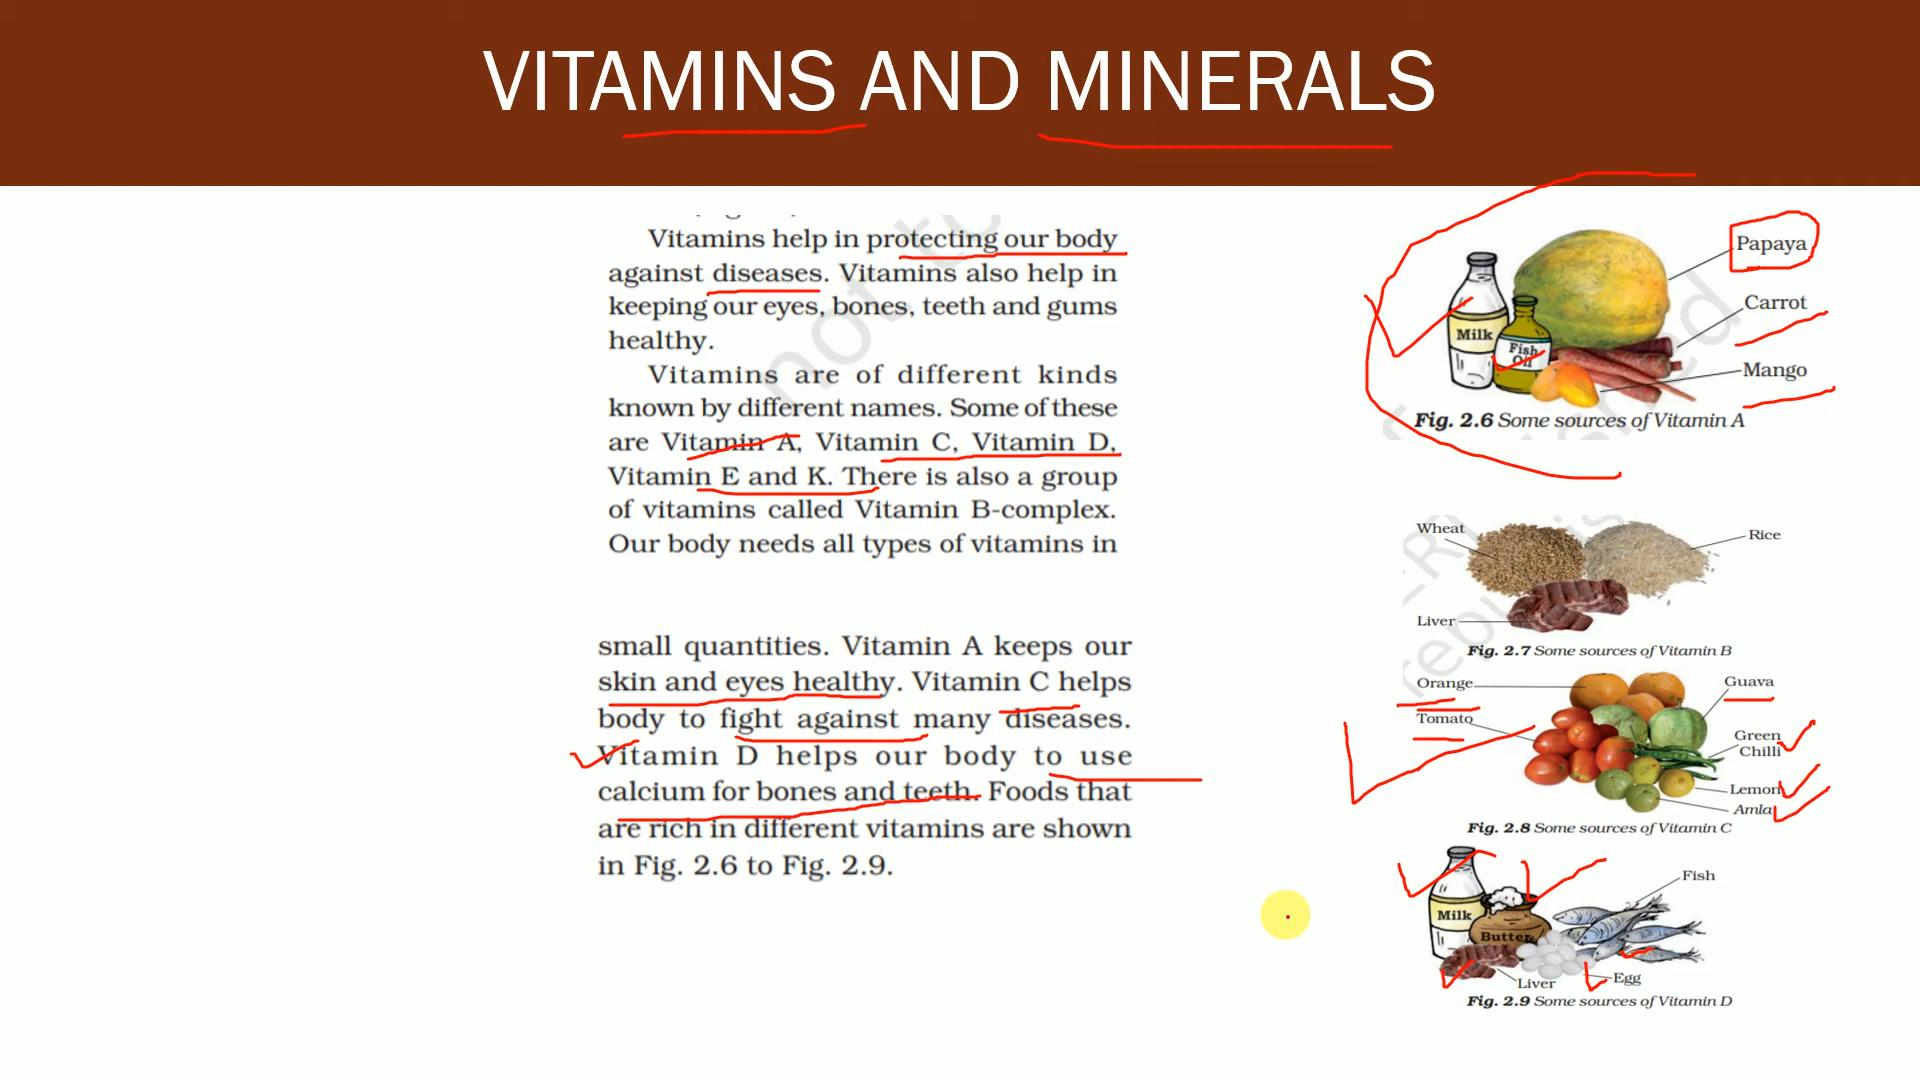 VITAMINS AND MINERALS
Vitamins help in protecting our body
against diseases. Vitamins also help in
keeping our eyes, bones, teeth and gums
healthy.
Vitamins are of different kinds
known by different names. Some of these
are Vitamin A, Vitamin C, Vitamin D,
Vitamin E and K. There is also a group
of vitamins called Vitamin B-complex.
Our body needs all types of vitamins in
small quantities. Vitamin A keeps our
skin and eyes healthy. Vitamin C helps
body to fight against many diseases.
Vitamin D helps our body to use
calcium for bones and teeth. Foods that
are rich in different vitamins are shown
in Fig. 2.6 to Fig. 2.9.
Papaya
Carrot
Milk
Fish
Oil
Mango
Fig. 2.6 Some sources of Vitamin A
Wheat
Rice
Liver
Fig. 2.7 Some sources of Vitamin B
Orange
Guava
Tomato
Green
Chilli
Lemon
Amla
Fig. 2.8 Some sources of Vitamin C
Fish
Milk
Butter
Liver
Egg
Fig. 2.9 Some sources of Vitamin D